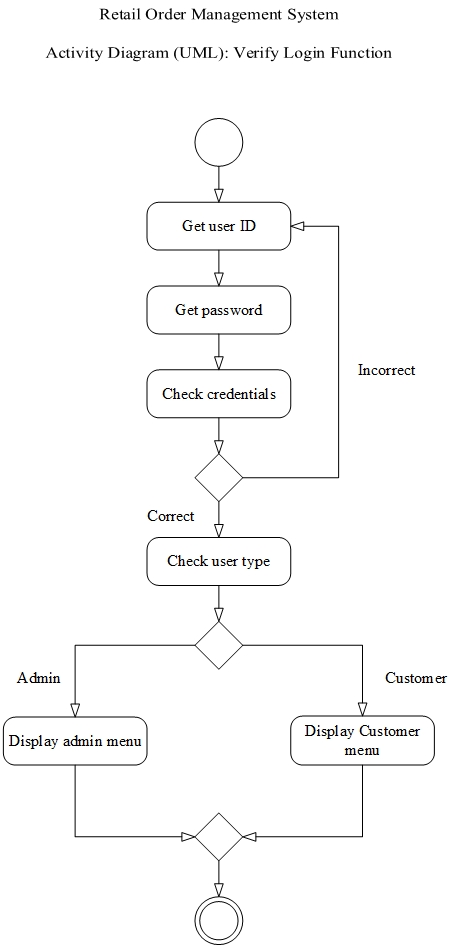 Retail Order Management System
Activity Diagram (UML): Verify Login Function
Get user ID
Get password
Incorrect
Check credentials
Correct
Check user type
Admin
Customer
Display admin menu
Display Customer
menu